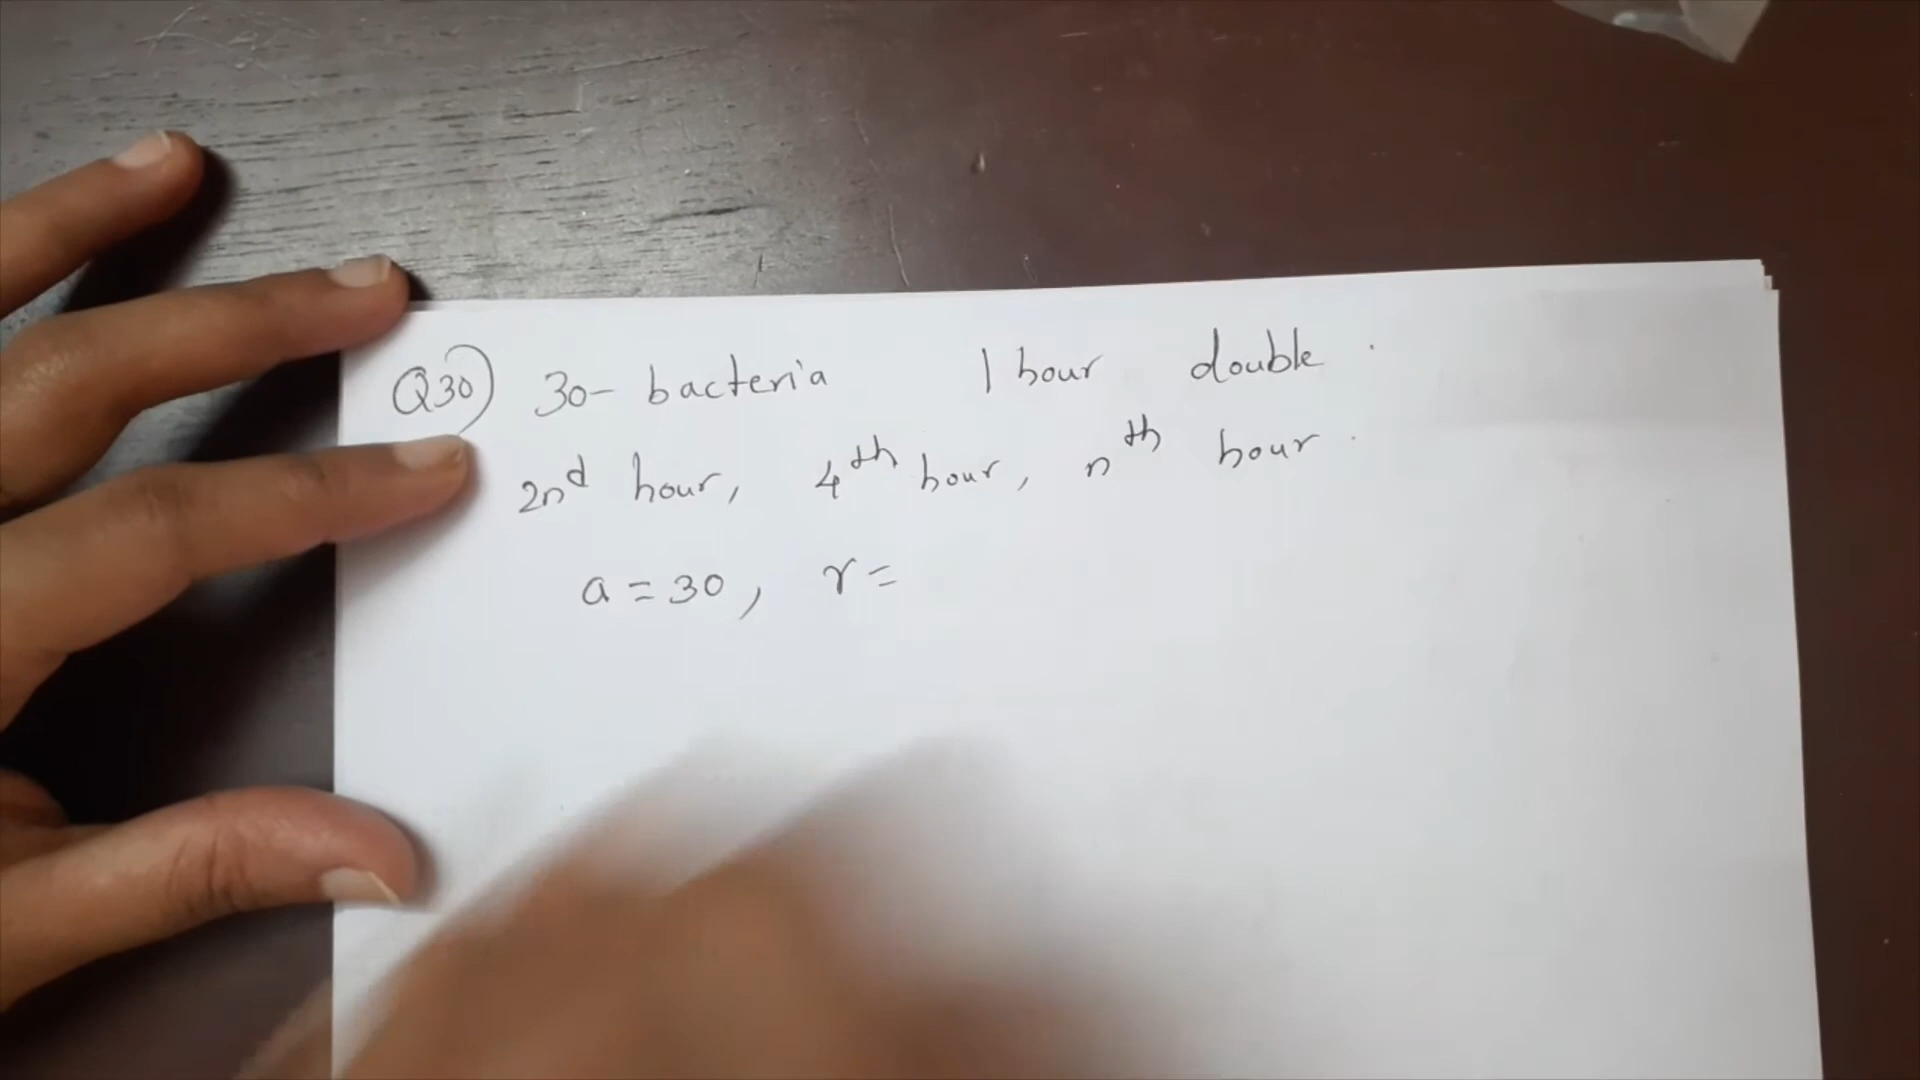 Q30) 30- bacteria 1 hour double.
2nd hour, 4th hour, nth hour.
a = 30, r =